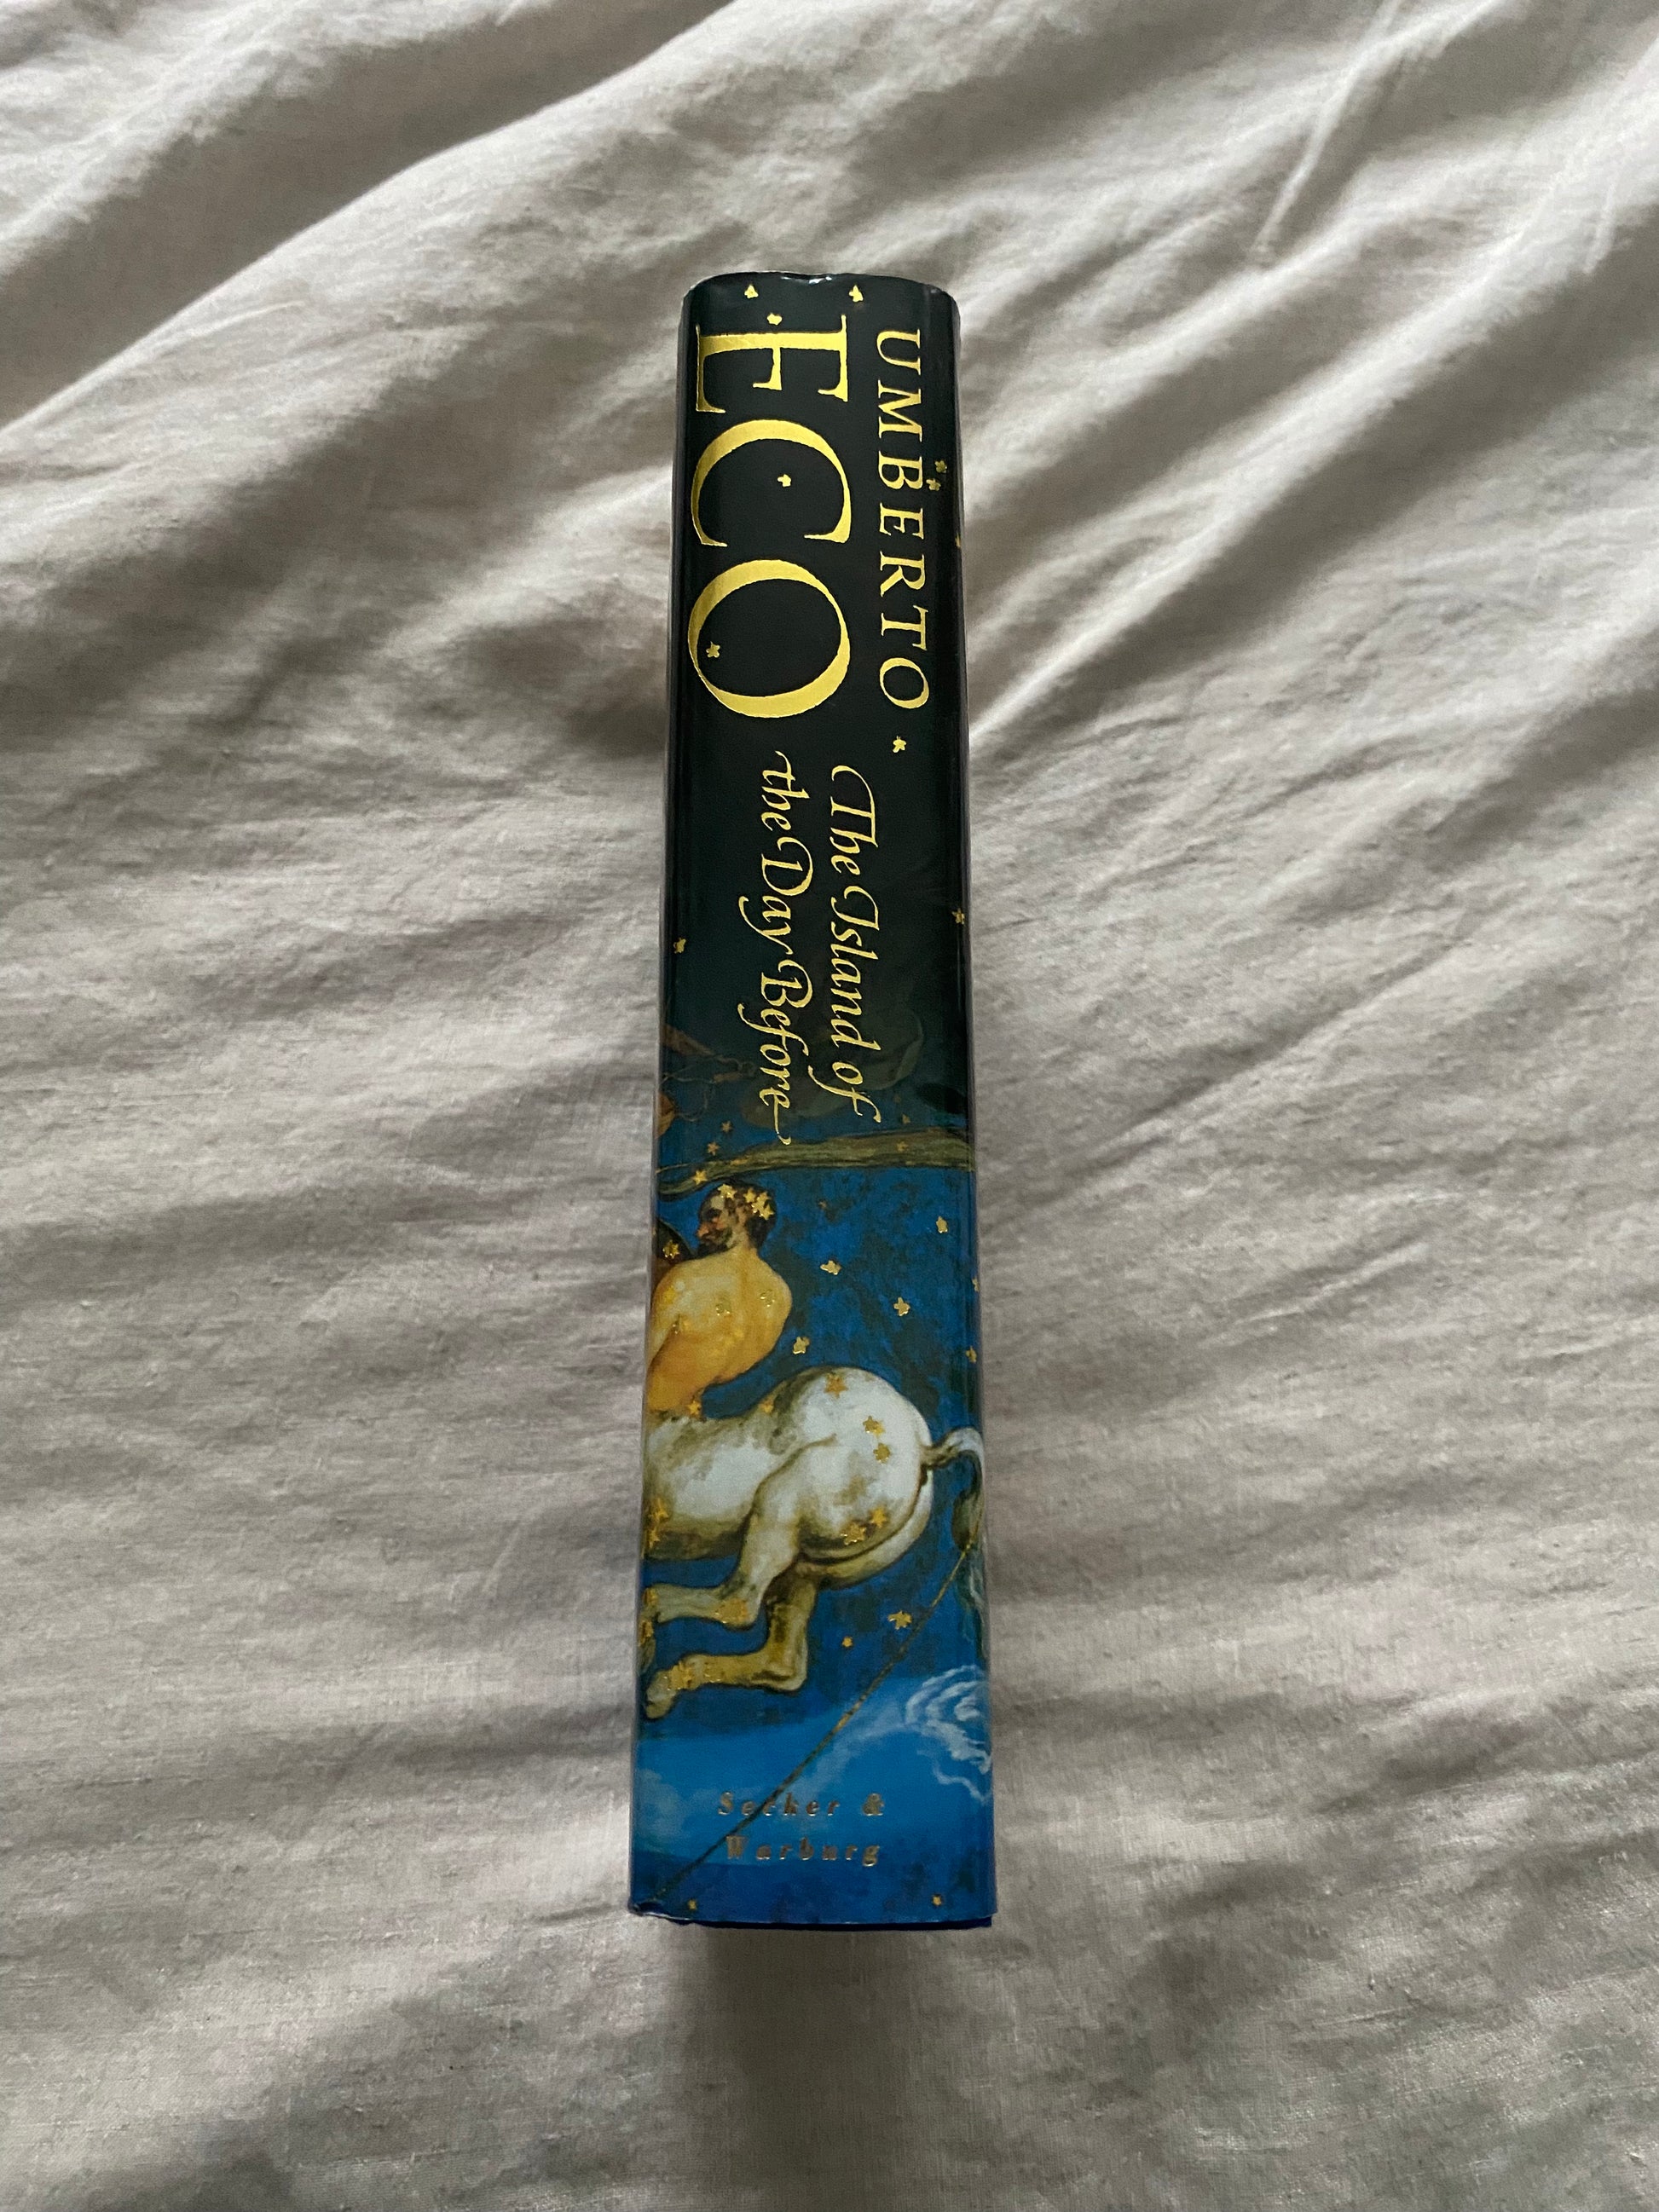 UMBERTO
ECO
The Island of
the Day Before
Secker &
Warburg